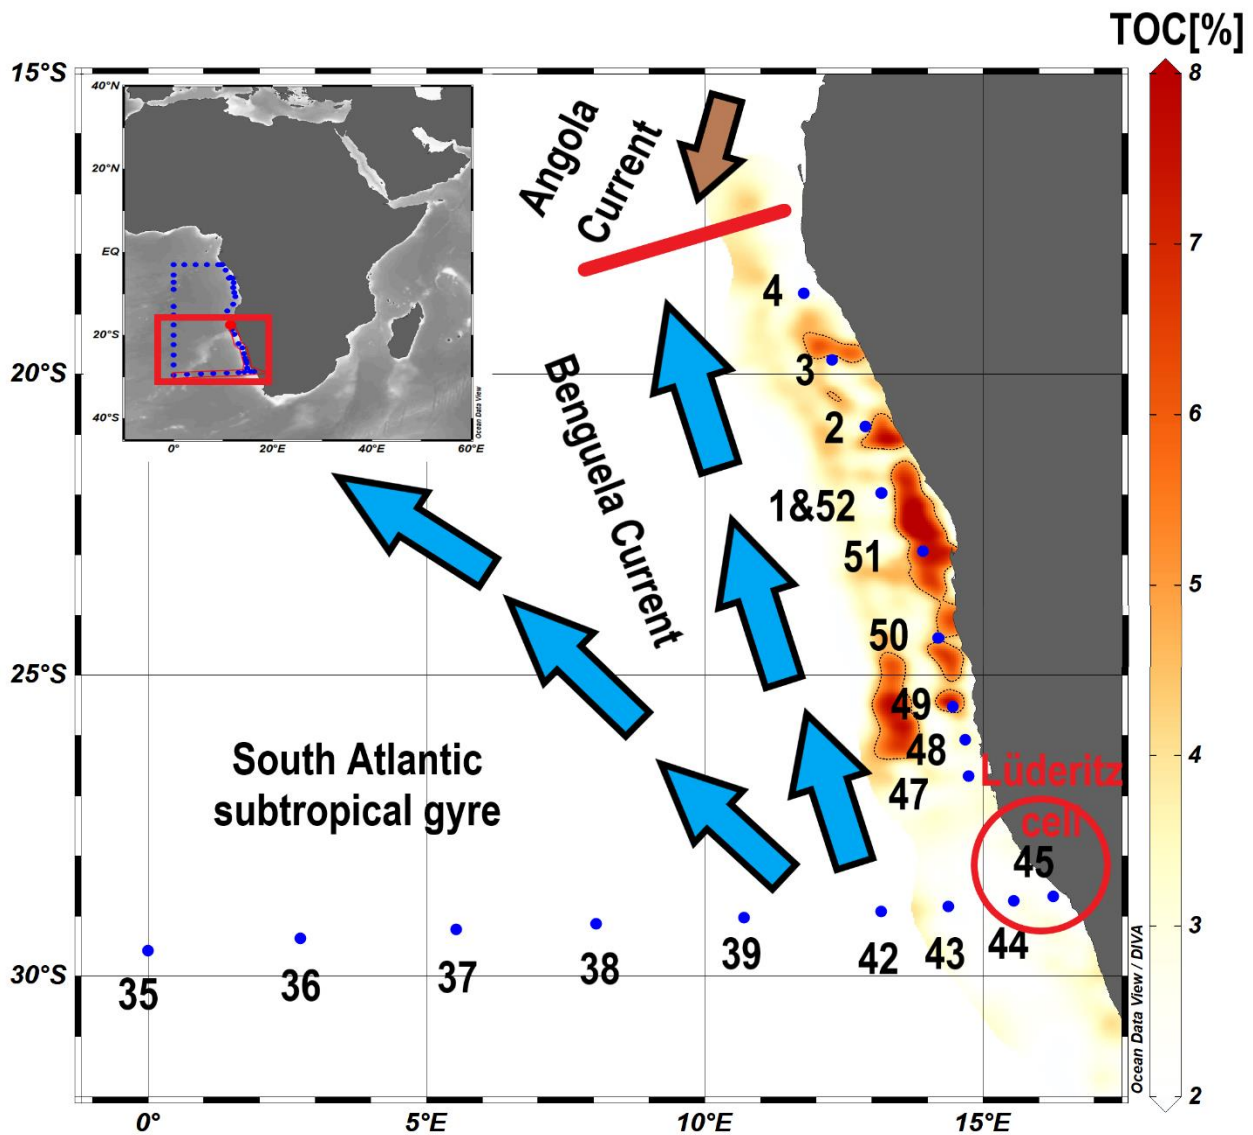 TOC[%]
15°S
20°S
25°S
30°S
0°
5°E
10°E
15°E
8
7
6
5
4
3
2
40°N
20°N
EQ
20°S
40°S
0°
20°E
40°E
60°E
Ocean Data View
Angola
Current
Benguela Current
South Atlantic
subtropical gyre
4
3
2
1&52
51
50
49
48
47
Lüderitz
cell
45
44
43
42
39
38
37
36
35
Ocean Data View / DIVA